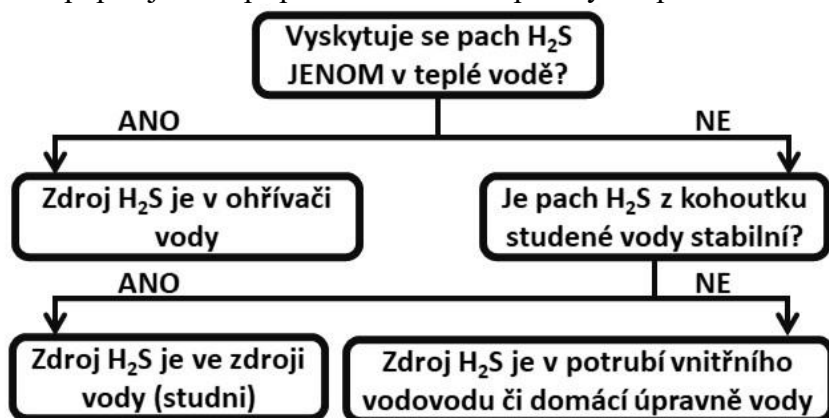 Vyskytuje se pach H₂S
JENOM v teplé vodě?
ANO
NE
Zdroj H₂S je v ohřívači
vody
Je pach H₂S z kohoutku
studené vody stabilní?
ANO
NE
Zdroj H₂S je ve zdroji
vody (studni)
Zdroj H₂S je v potrubí vnitřního
vodovodu či domácí úpravně vody